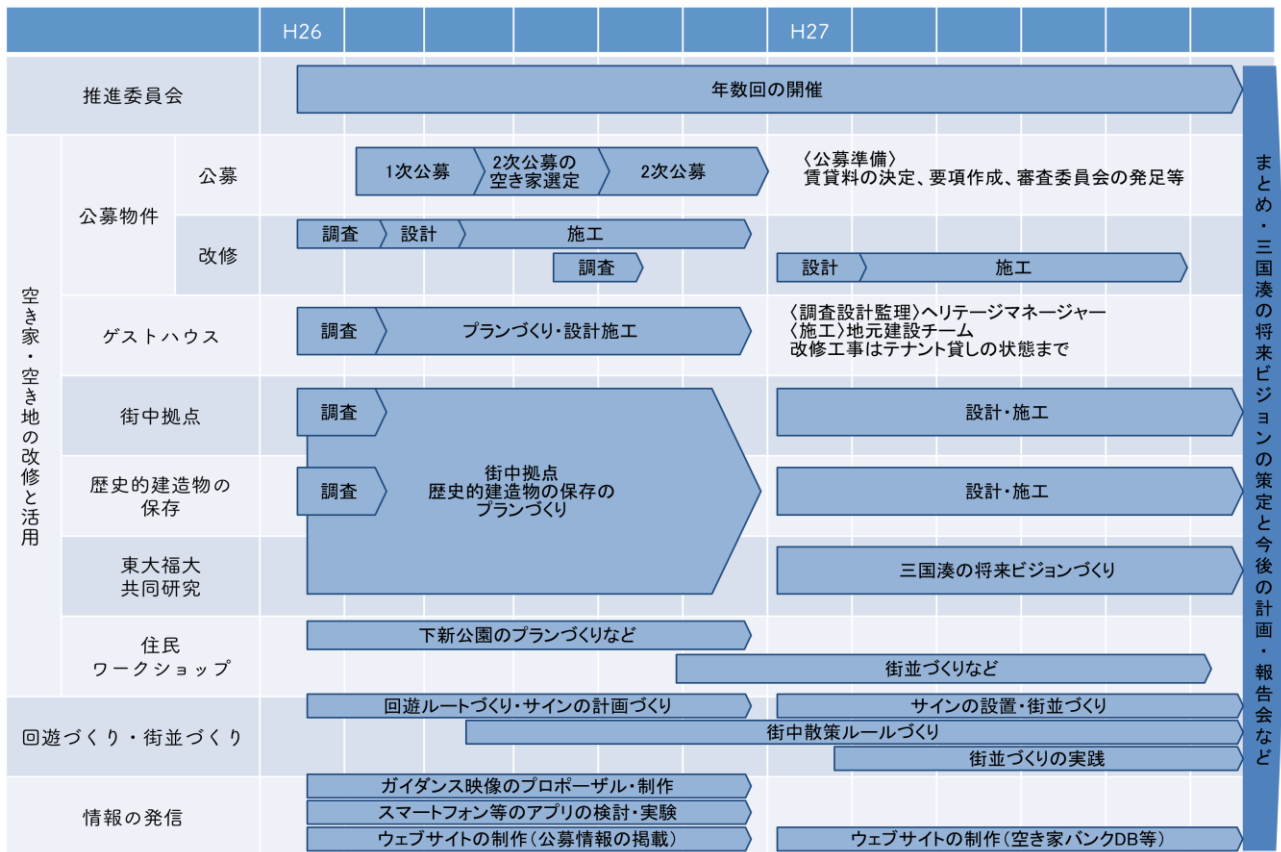 H26
H27
推進委員会
年数回の開催
空き家・空き地の改修と活用
公募物件
公募
1次公募
2次公募の
空き家選定
2次公募
〈公募準備〉
賃貸料の決定、要項作成、審査委員会の発足等
改修
調査
設計
施工
調査
設計
施工
ゲストハウス
調査
プランづくり・設計施工
〈調査設計監理〉ヘリテージマネージャー
〈施工〉地元建設チーム
改修工事はテナント貸しの状態まで
街中拠点
調査
設計・施工
歴史的建造物の
保存
調査
街中拠点
歴史的建造物の保存の
プランづくり
設計・施工
東大福大
共同研究
三国湊の将来ビジョンづくり
住民
ワークショップ
下新公園のプランづくりなど
街並づくりなど
回遊づくり・街並づくり
回遊ルートづくり・サインの計画づくり
サインの設置・街並づくり
街中散策ルールづくり
街並づくりの実践
情報の発信
ガイダンス映像のプロポーザル・制作
スマートフォン等のアプリの検討・実験
ウェブサイトの制作(公募情報の掲載)
ウェブサイトの制作(空き家バンクDB等)
まとめ・三国湊の将来ビジョンの策定と今後の計画・報告会など